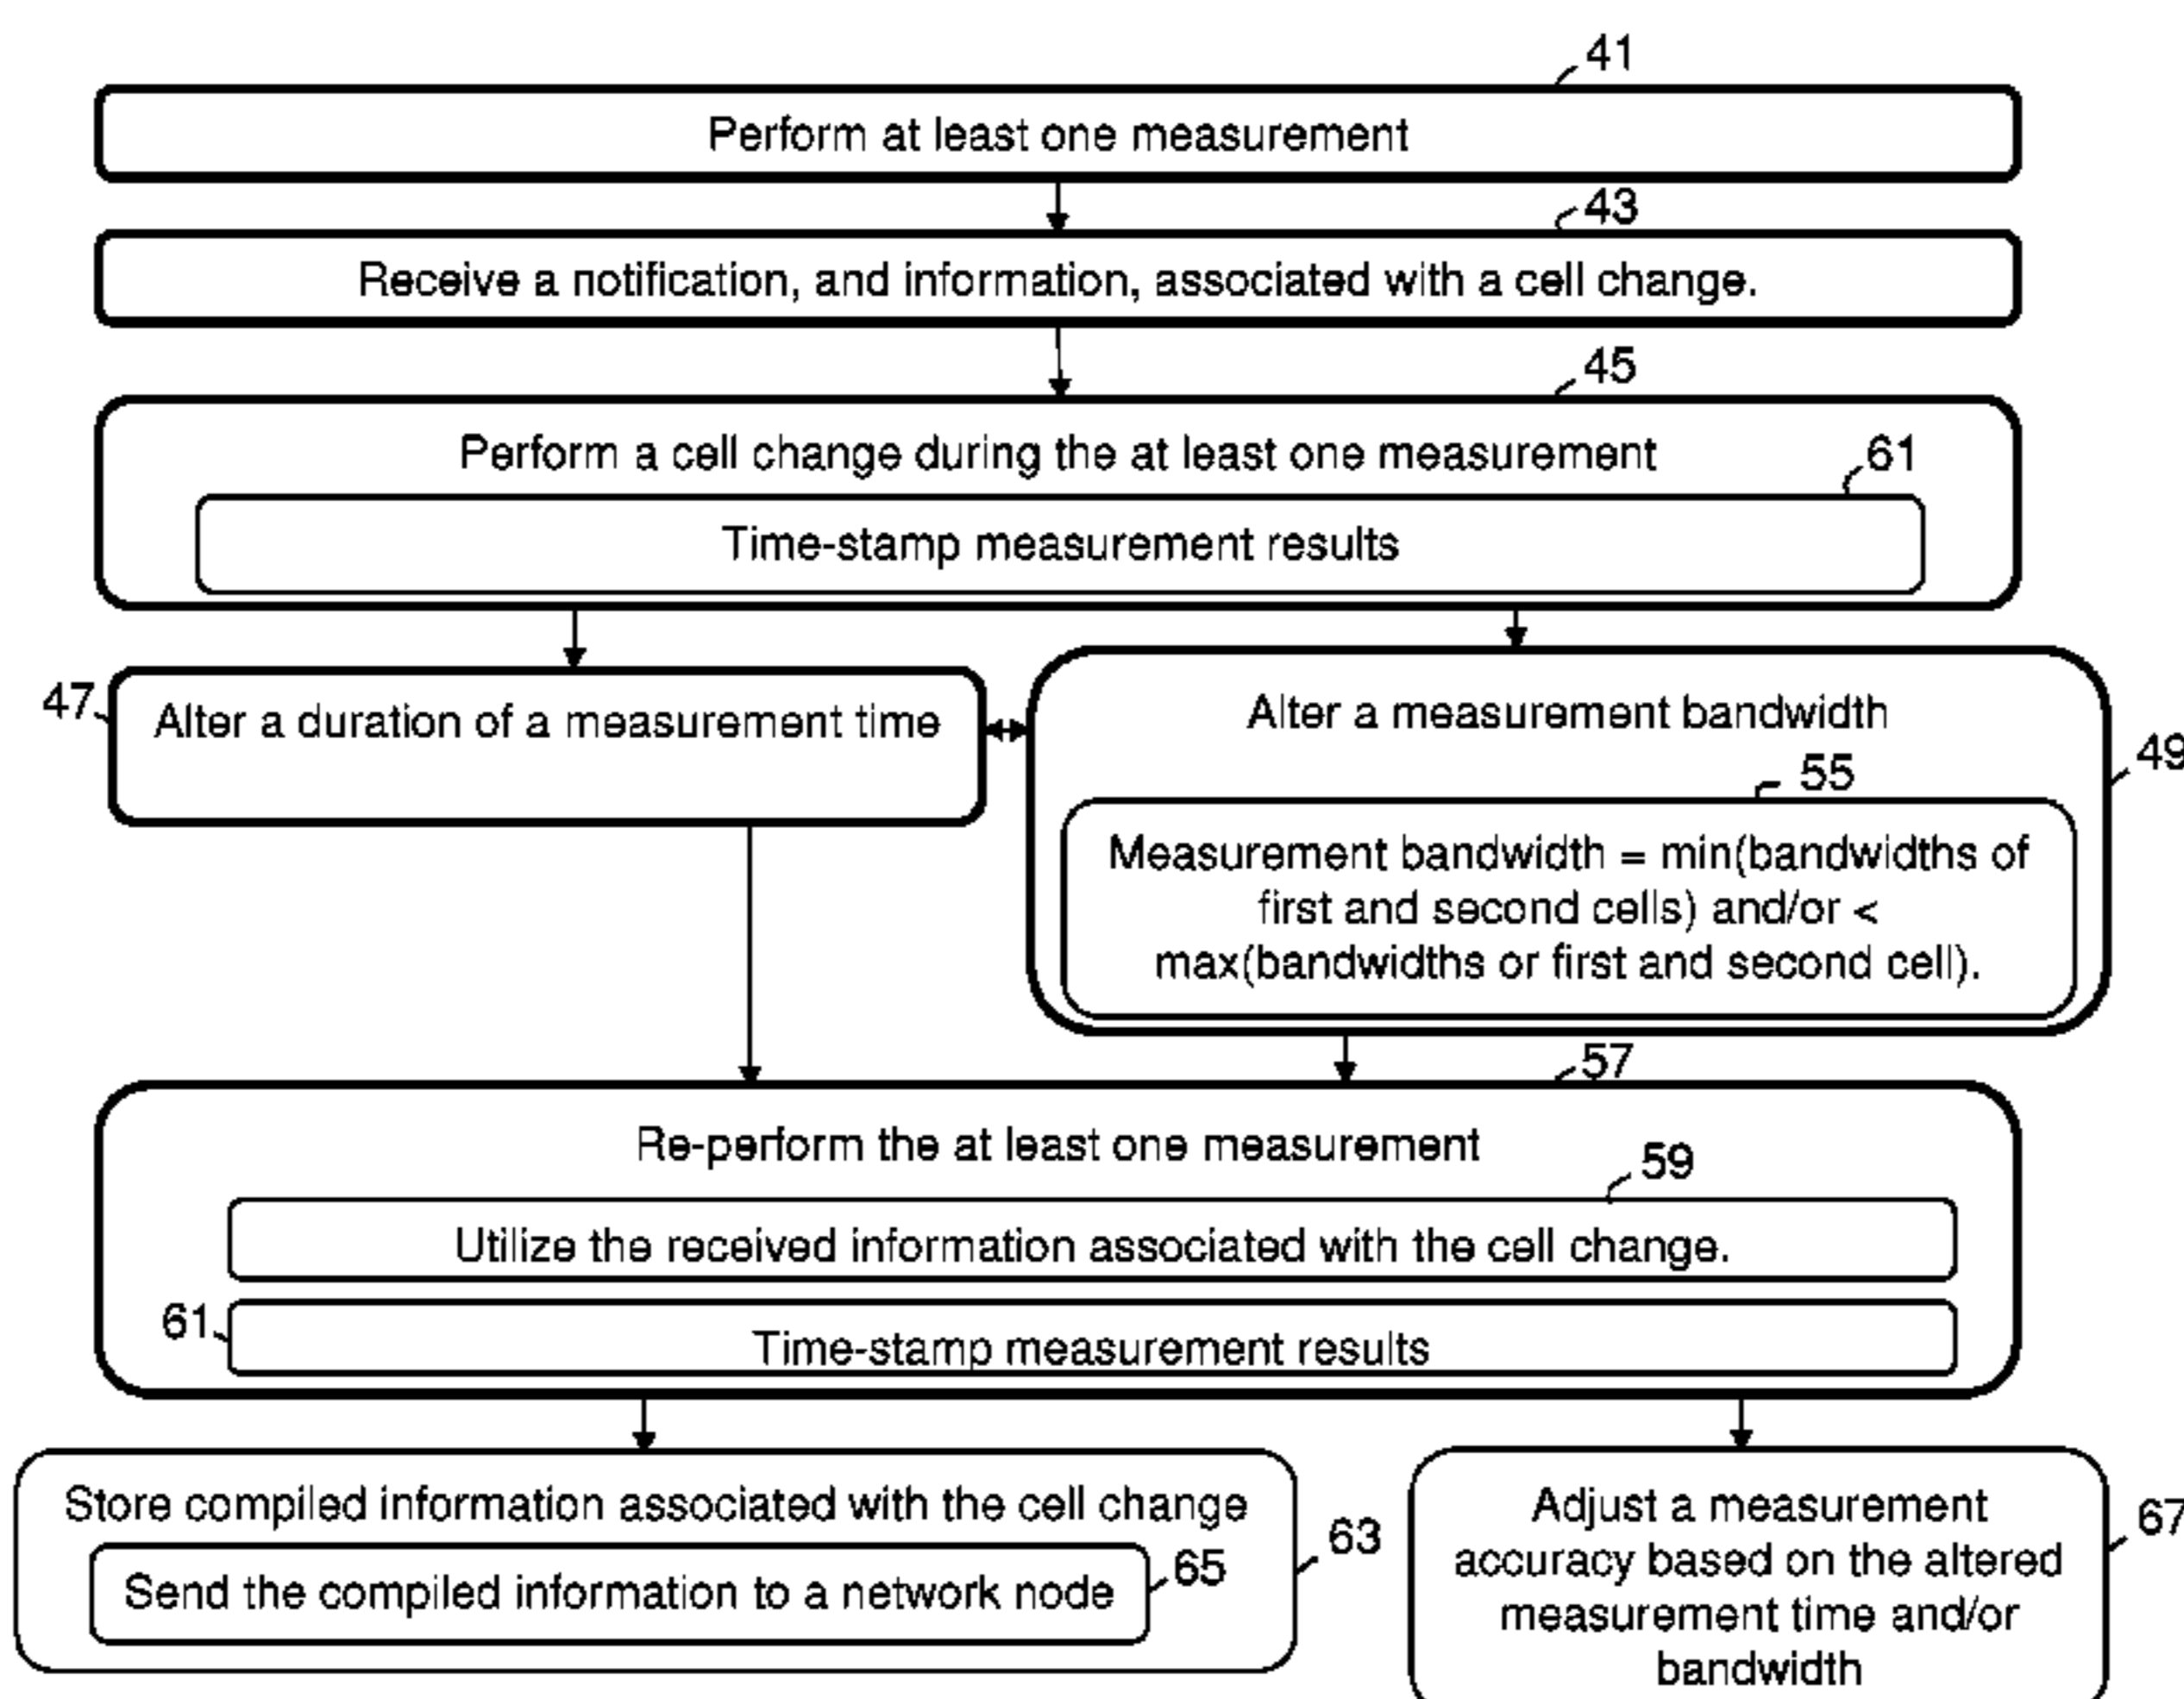 41
Perform at least one measurement
43
Receive a notification, and information, associated with a cell change.
45
Perform a cell change during the at least one measurement
61
Time-stamp measurement results
47
Alter a duration of a measurement time
Alter a measurement bandwidth
49
55
Measurement bandwidth = min(bandwidths of
first and second cells) and/or <
max(bandwidths or first and second cell).
57
Re-perform the at least one measurement
59
Utilize the received information associated with the cell change.
61
Time-stamp measurement results
Store compiled information associated with the cell change
63
Send the compiled information to a network node
65
Adjust a measurement
accuracy based on the altered
measurement time and/or
bandwidth
67